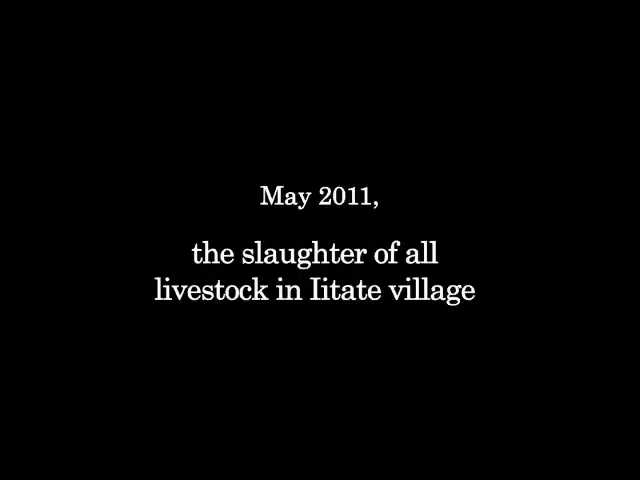 May 2011,
the slaughter of all
livestock in Iitate village